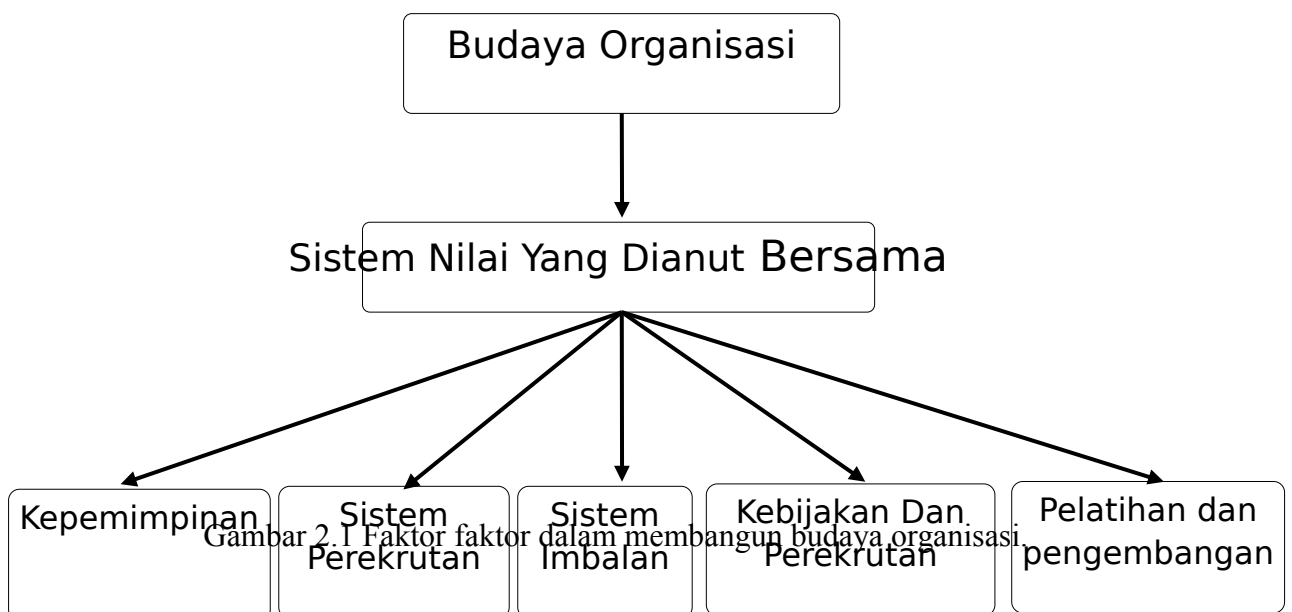 Budaya Organisasi
Sistem Nilai Yang Dianut Bersama
Kepemimpinan
Sistem
Perekrutan
Sistem
Imbalan
Kebijakan Dan
Perekrutan
Pelatihan dan
pengembangan
Gambar 2.1 Faktor faktor dalam membangun budaya organisasi.